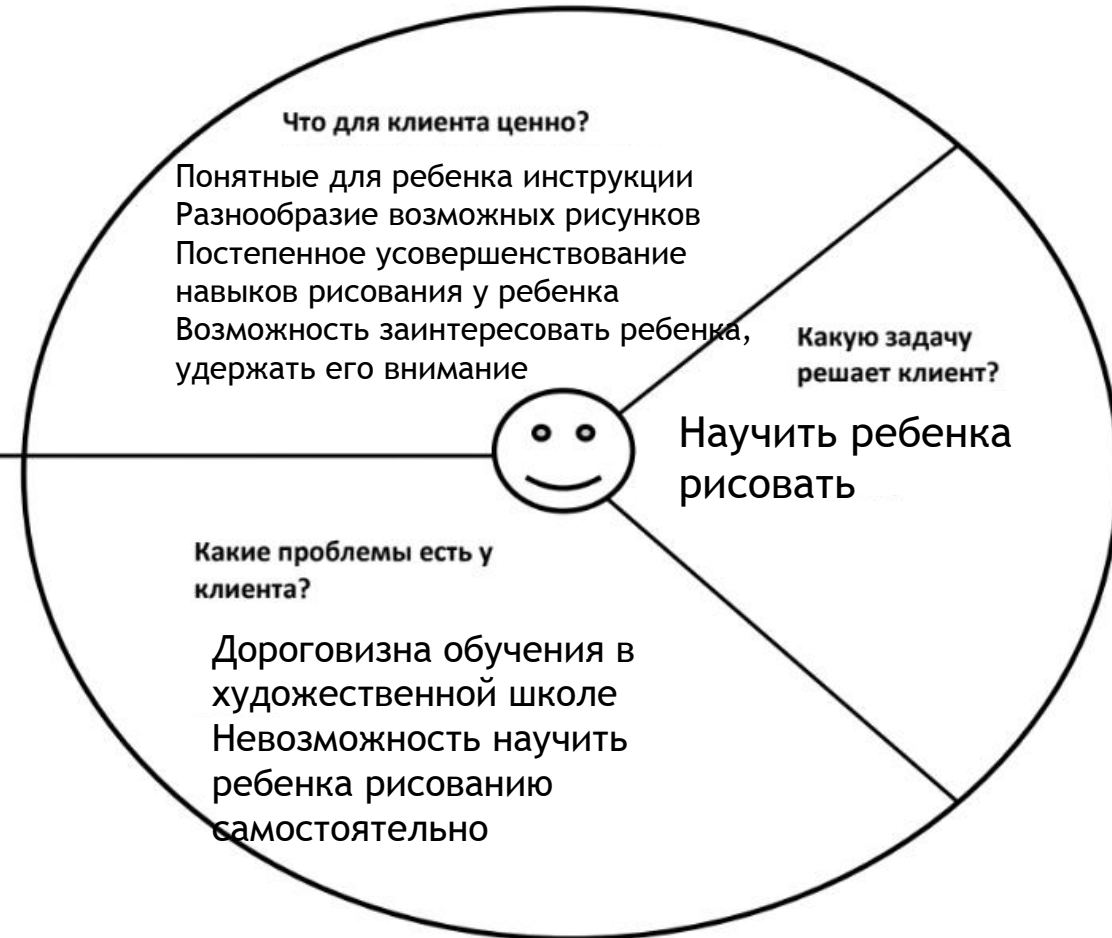 Что для клиента ценно?
Понятные для ребенка инструкции
Разнообразие возможных рисунков
Постепенное усовершенствование
навыков рисования у ребенка
Возможность заинтересовать ребенка,
удержать его внимание
Какую задачу
решает клиент?
Научить ребенка
рисовать
Какие проблемы есть у
клиента?
Дороговизна обучения в
художественной школе
Невозможность научить
ребенка рисованию
самостоятельно